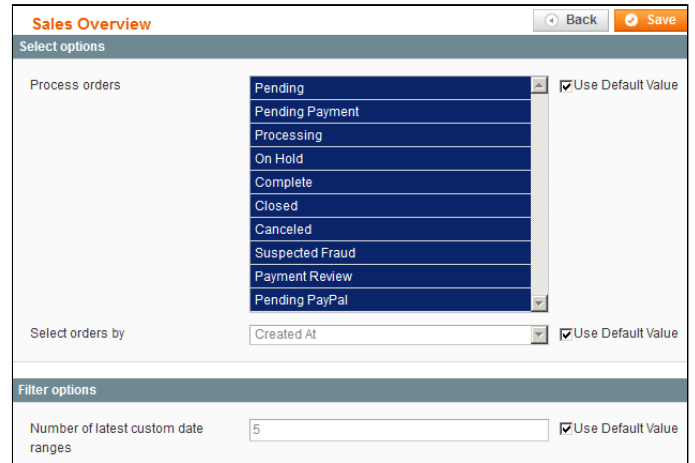 Sales Overview
Back
Save
Select options
Process orders
Pending
Pending Payment
Processing
On Hold
Complete
Closed
Canceled
Suspected Fraud
Payment Review
Pending PayPal
Use Default Value
Select orders by
Created At
Use Default Value
Filter options
Number of latest custom date
ranges
5
Use Default Value